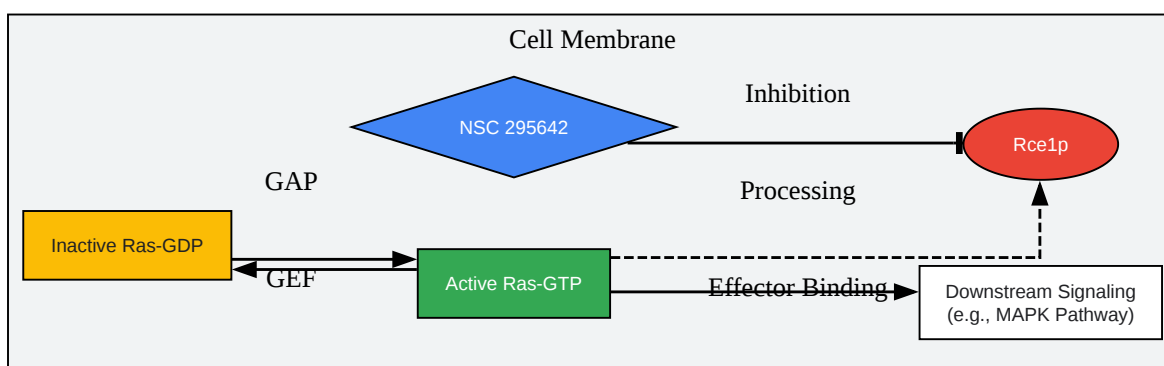 Cell Membrane
NSC 295642
Inhibition
Rce1p
GAP
Processing
Inactive Ras-GDP
GEF
Active Ras-GTP
Effector Binding
Downstream Signaling
(e.g., MAPK Pathway)